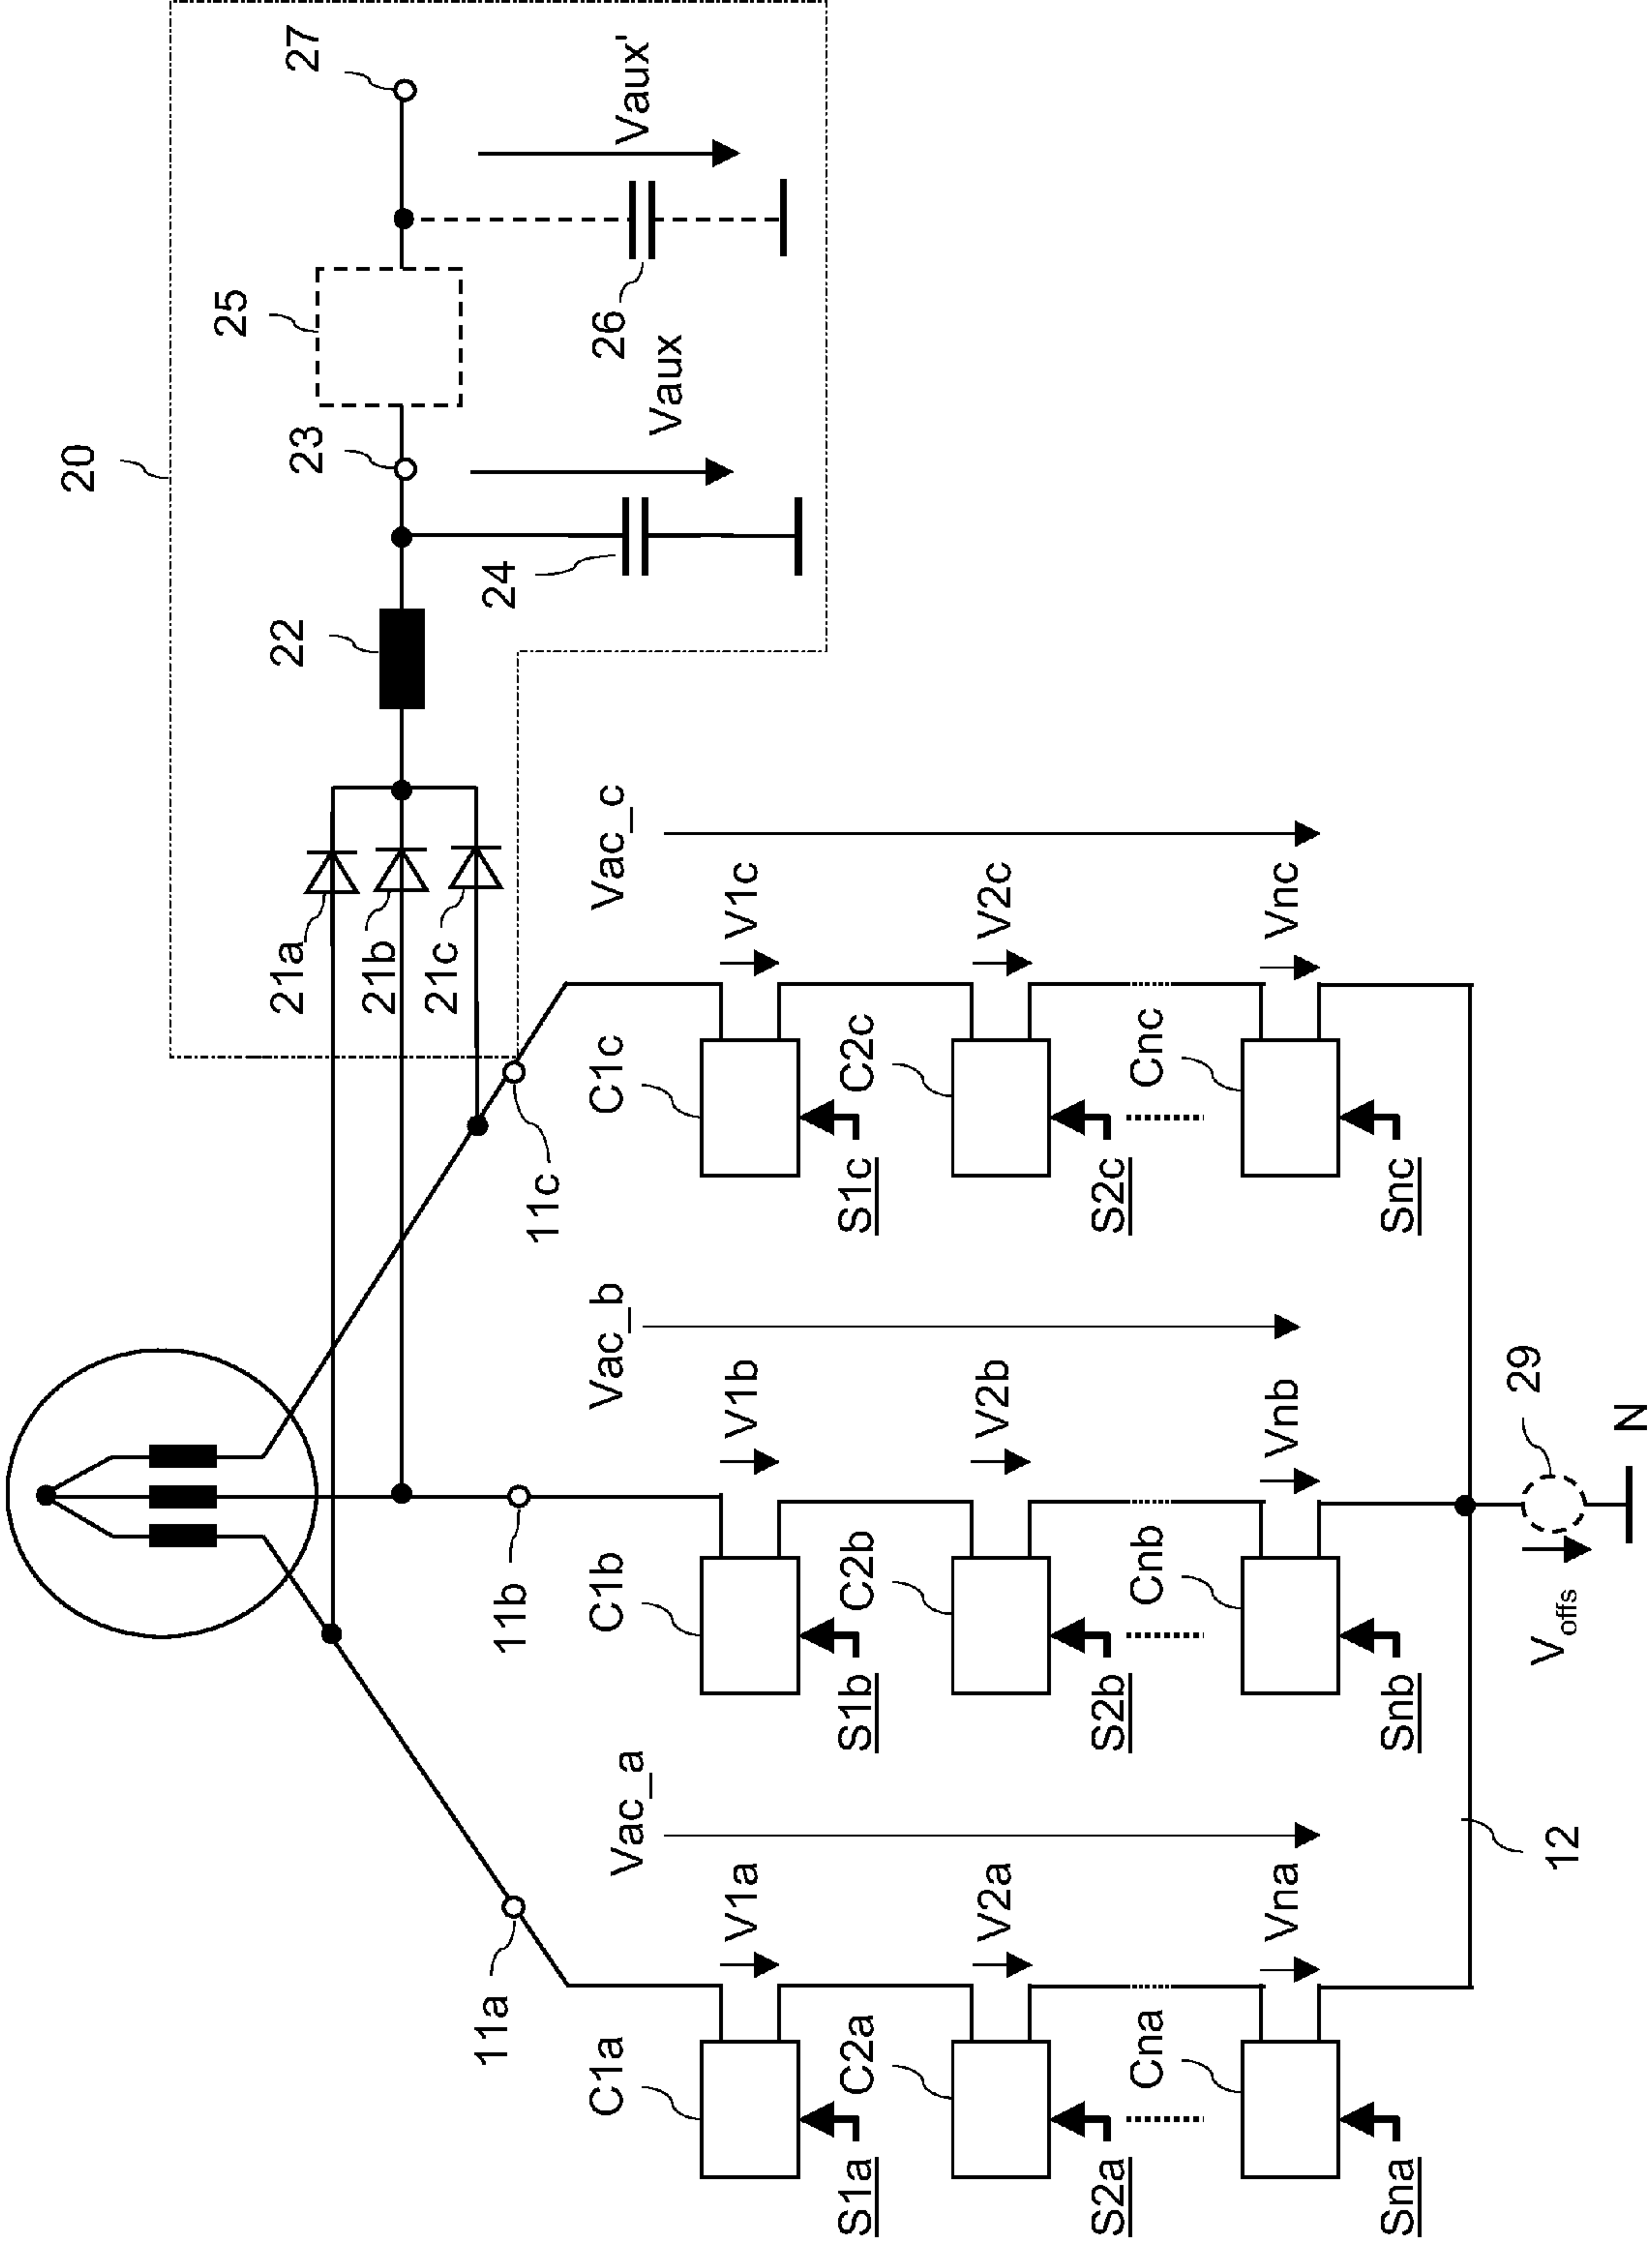 20
27
25
23
22
Vaux'
26
Vaux
24
21a
21b
21c
11a
11b
11c
Vac_a
Vac_b
Vac_c
C1a
V1a
C1b
V1b
C1c
V1c
S1a
S1b
S1c
C2a
V2a
C2b
V2b
C2c
V2c
S2a
S2b
S2c
Cna
Vna
Cnb
Vnb
Cnc
Vnc
Sna
Snb
Snc
12
Voffs
29
N